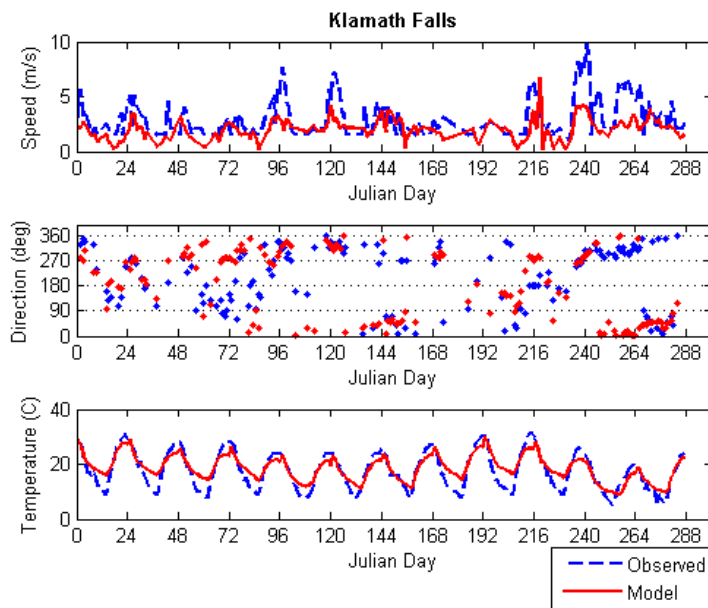 Klamath Falls
10
5
0
Speed (m/s)
0 24 48 72 96 120 144 168 192 216 240 264 288
Julian Day
360
270
180
90
0
Direction (deg)
0 24 48 72 96 120 144 168 192 216 240 264 288
Julian Day
40
20
0
Temperature (C)
0 24 48 72 96 120 144 168 192 216 240 264 288
Julian Day
Observed
Model